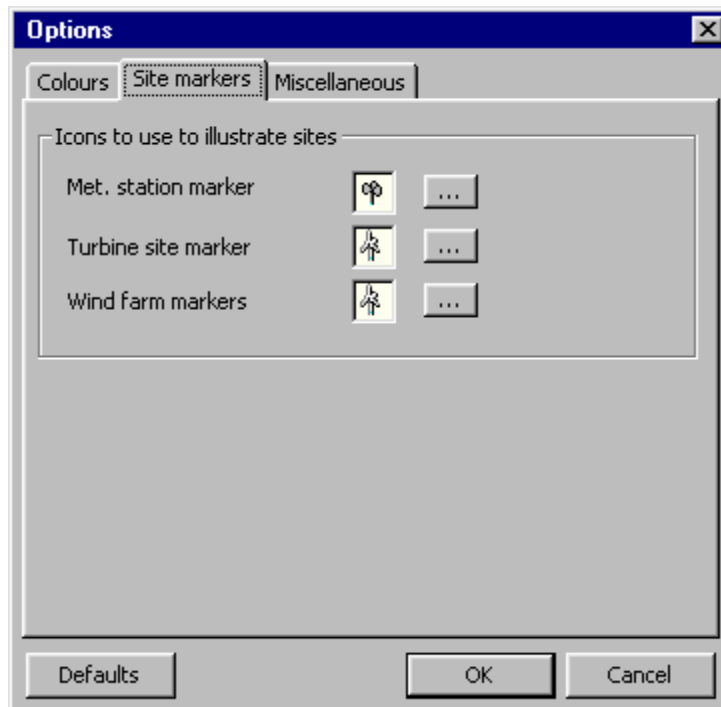 Options
Colours Site markers Miscellaneous
Icons to use to illustrate sites
Met. station marker ...
Turbine site marker ...
Wind farm markers ...
Defaults OK Cancel